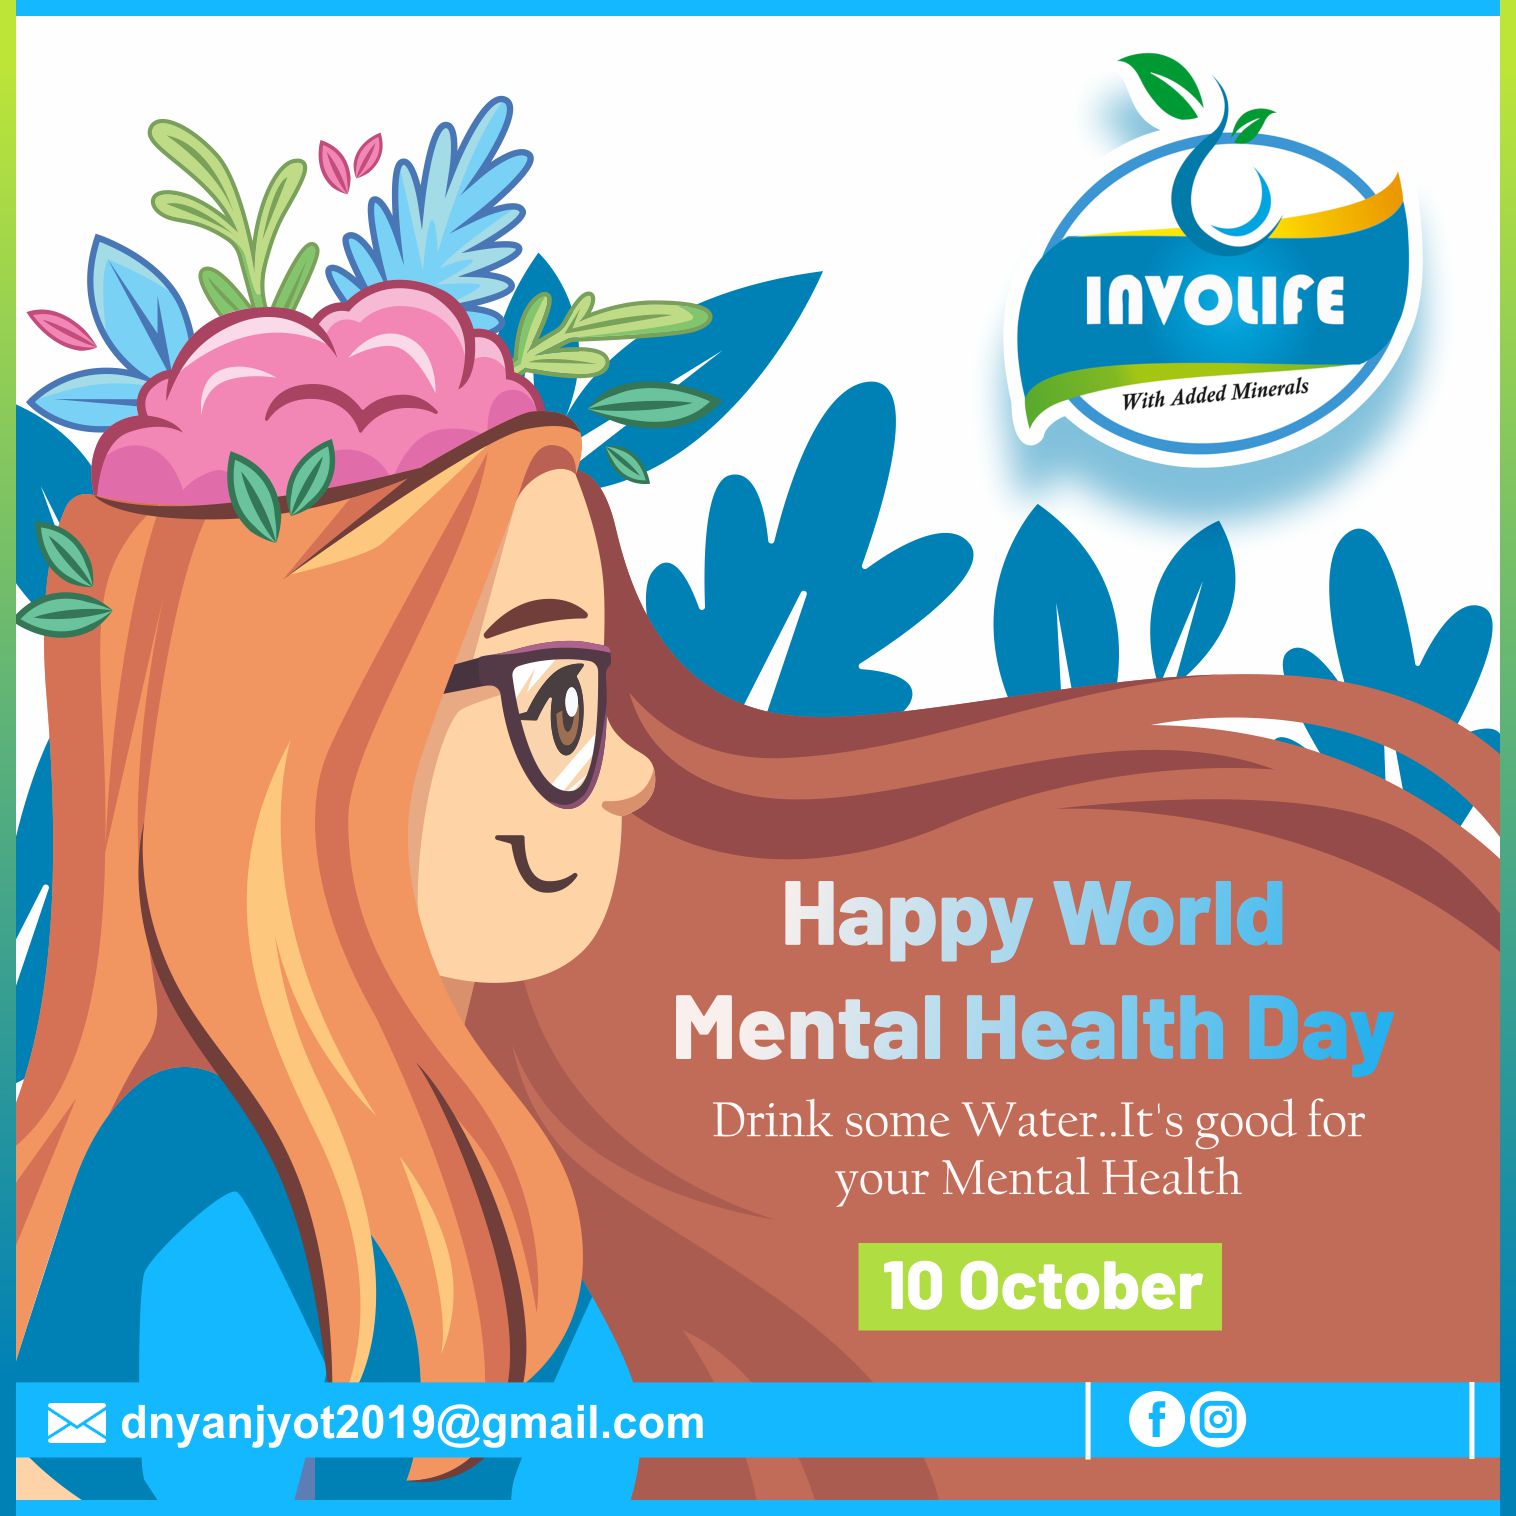 INVOLIFE
With Added Minerals
Happy World
Mental Health Day
Drink some Water..It's good for
your Mental Health
10 October
dnyanjyot2019@gmail.com